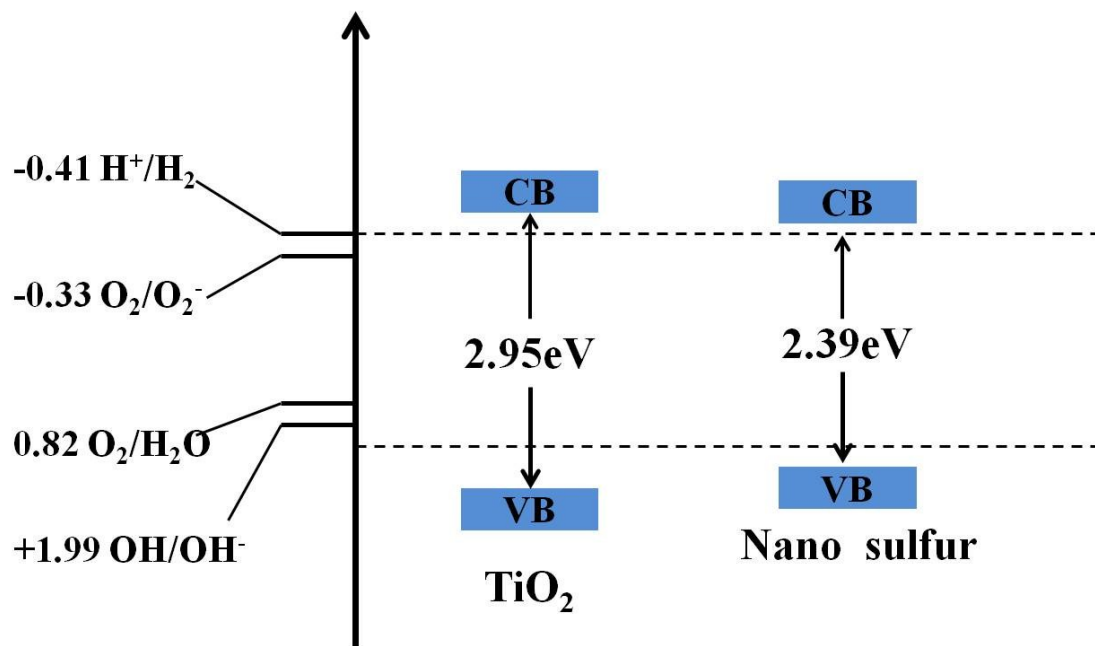 -0.41 H⁺/H₂
-0.33 O₂/O₂⁻
0.82 O₂/H₂O
+1.99 OH/OH⁻
CB
2.95eV
VB
TiO₂
CB
2.39eV
VB
Nano sulfur